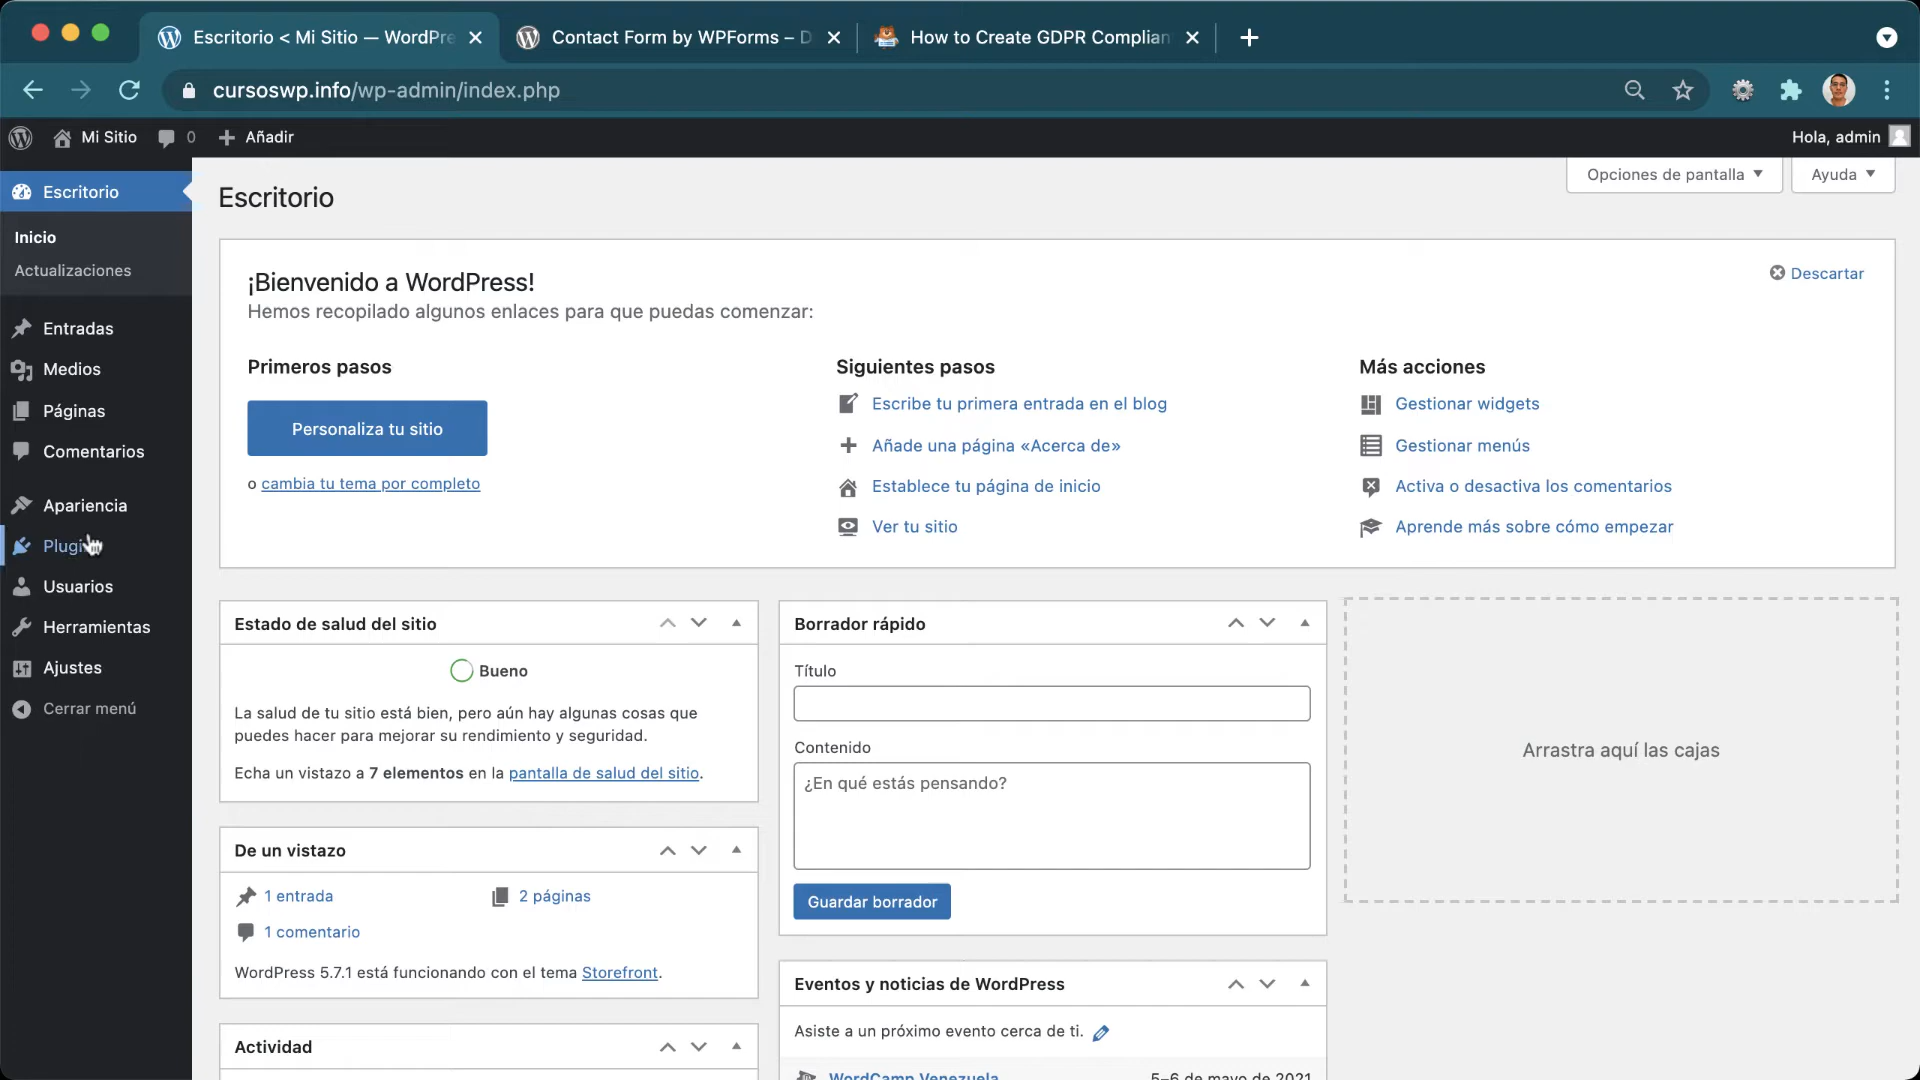 Escritorio < Mi Sitio — WordPre
Contact Form by WPForms – D
How to Create GDPR Complian
cursoswp.info/wp-admin/index.php
Mi Sitio
0
Añadir
Hola, admin
Escritorio
Inicio
Actualizaciones
Entradas
Medios
Páginas
Comentarios
Apariencia
Usuarios
Herramientas
Ajustes
Cerrar menú
Escritorio
Opciones de pantalla
Ayuda
¡Bienvenido a WordPress!
Hemos recopilado algunos enlaces para que puedas comenzar:
Descartar
Primeros pasos
Personaliza tu sitio
o cambia tu tema por completo
Siguientes pasos
Escribe tu primera entrada en el blog
Añade una página «Acerca de»
Establece tu página de inicio
Ver tu sitio
Más acciones
Gestionar widgets
Gestionar menús
Activa o desactiva los comentarios
Aprende más sobre cómo empezar
Estado de salud del sitio
Bueno
La salud de tu sitio está bien, pero aún hay algunas cosas que
puedes hacer para mejorar su rendimiento y seguridad.
Echa un vistazo a 7 elementos en la pantalla de salud del sitio.
De un vistazo
1 entrada
2 páginas
1 comentario
WordPress 5.7.1 está funcionando con el tema Storefront.
Actividad
Borrador rápido
Título
Contenido
¿En qué estás pensando?
Guardar borrador
Eventos y noticias de WordPress
Asiste a un próximo evento cerca de ti.
WordCamp Venezuela
5–6 de mayo de 2021
Arrastra aquí las cajas